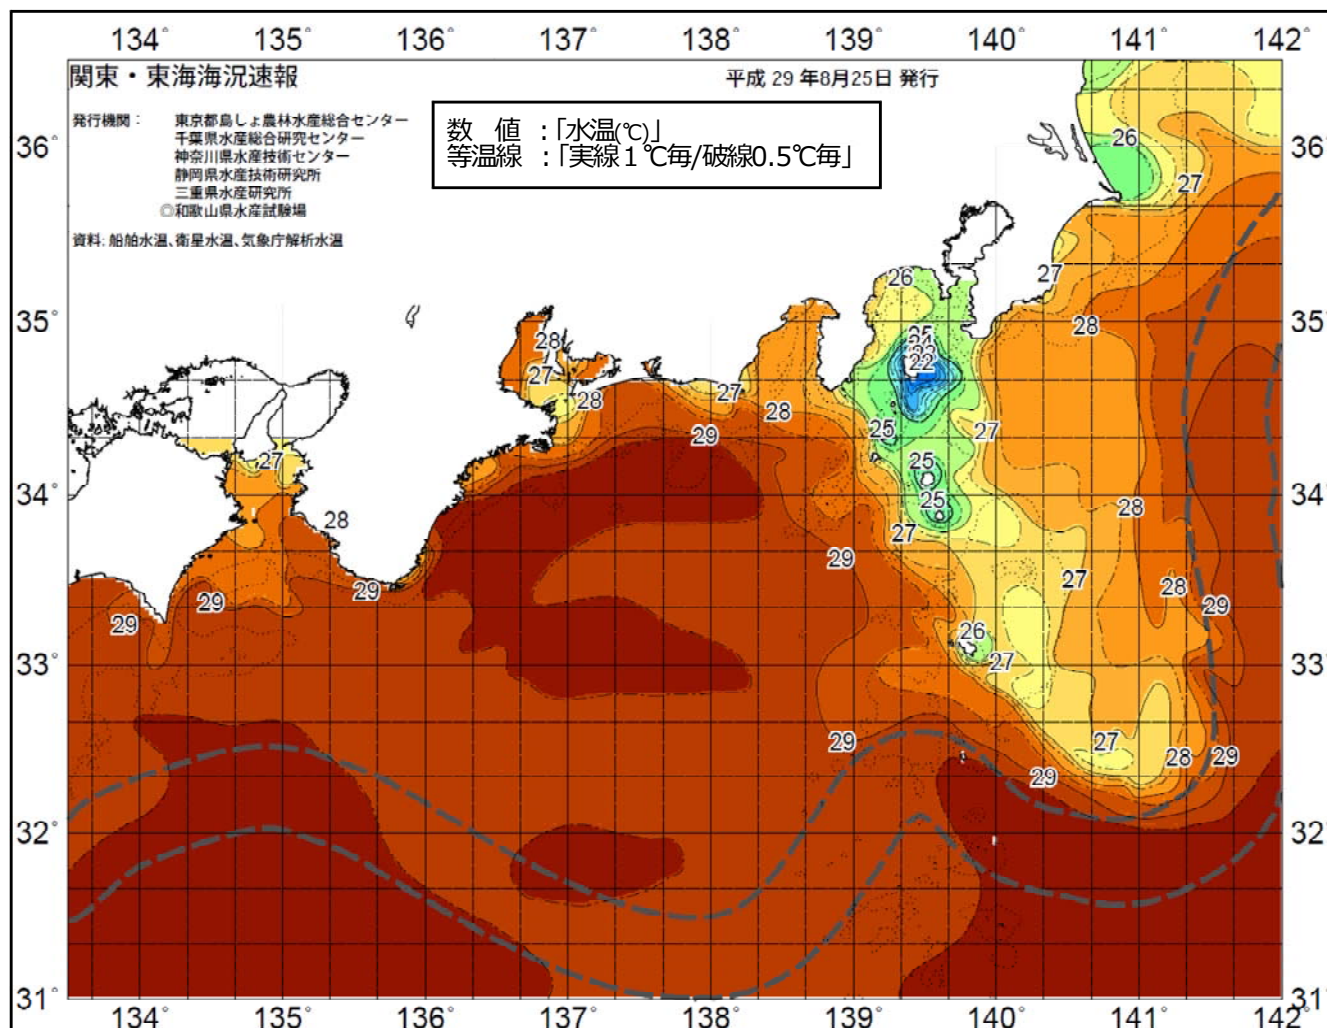 134° 135° 136° 137° 138° 139° 140° 141° 142°
関東・東海海況速報
平成 29 年8月25日 発行
発行機関： 東京都島しょ農林水産総合センター
千葉県水産総合研究センター
神奈川県水産技術センター
静岡県水産技術研究所
三重県水産研究所
◎和歌山県水産試験場
資料: 船舶水温、衛星水温、気象庁解析水温
数 値 ：「水温(℃)」
等温線 ：「実線１℃毎/破線0.5℃毎」
36° 26 36°
27
26 27
35° 25 28 35°
28 24
23
27 22
28 27 28
29 25 27
27 25
34° 25 28 34°
28 27
29 29 27 28
29 29 29
26
33° 27 33°
29 27 28 29
29
32° 32°
31° 31°
134° 135° 136° 137° 138° 139° 140° 141° 142°